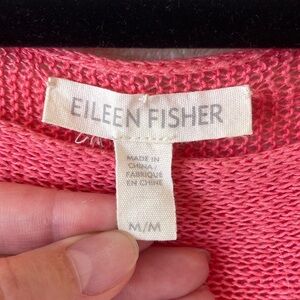 EILEEN FISHER
MADE IN
CHINA/
FABRIQUÉ
EN CHINE
M/M